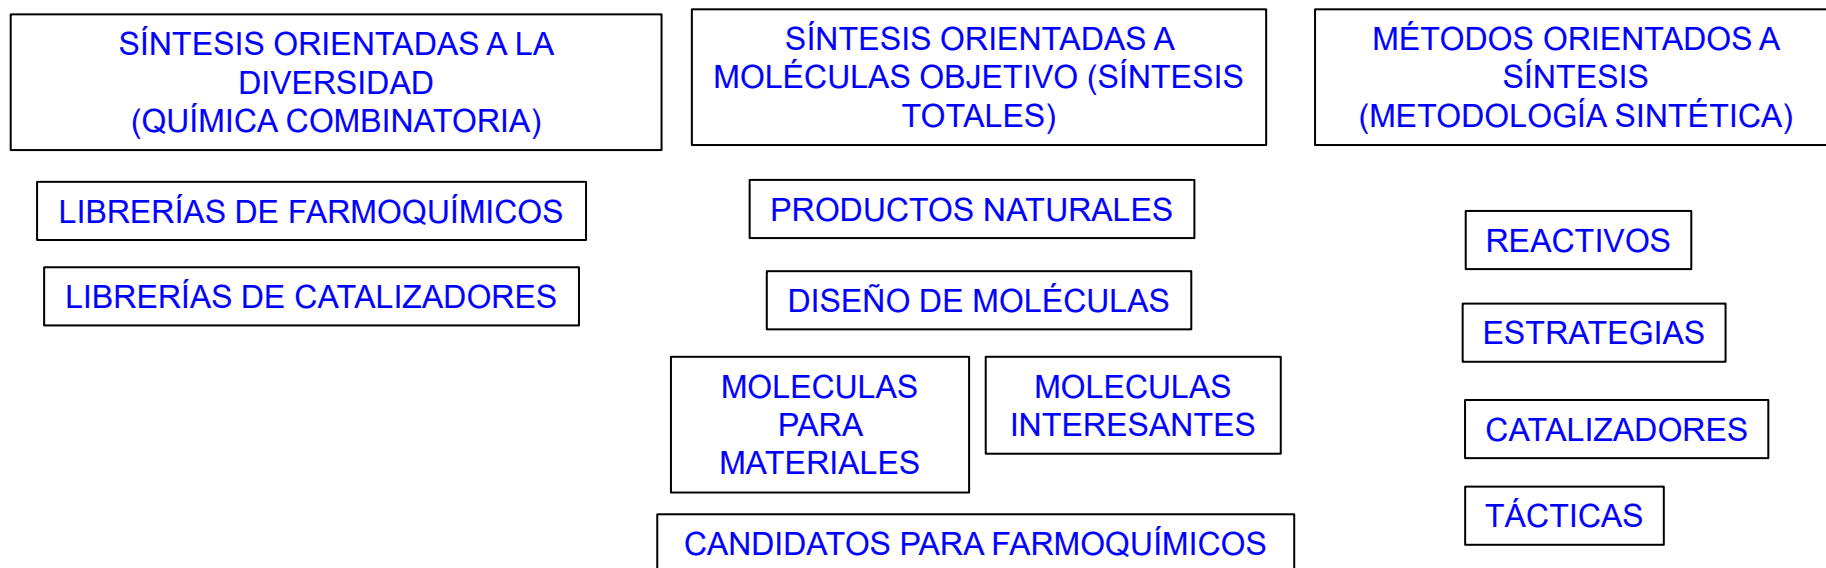 SÍNTESIS ORIENTADAS A LA
DIVERSIDAD
(QUÍMICA COMBINATORIA)
LIBRERÍAS DE FARMOQUÍMICOS
LIBRERÍAS DE CATALIZADORES
SÍNTESIS ORIENTADAS A
MOLÉCULAS OBJETIVO (SÍNTESIS
TOTALES)
PRODUCTOS NATURALES
DISEÑO DE MOLÉCULAS
MOLECULAS
PARA
MATERIALES
MOLECULAS
INTERESANTES
CANDIDATOS PARA FARMOQUÍMICOS
MÉTODOS ORIENTADOS A
SÍNTESIS
(METODOLOGÍA SINTÉTICA)
REACTIVOS
ESTRATEGIAS
CATALIZADORES
TÁCTICAS